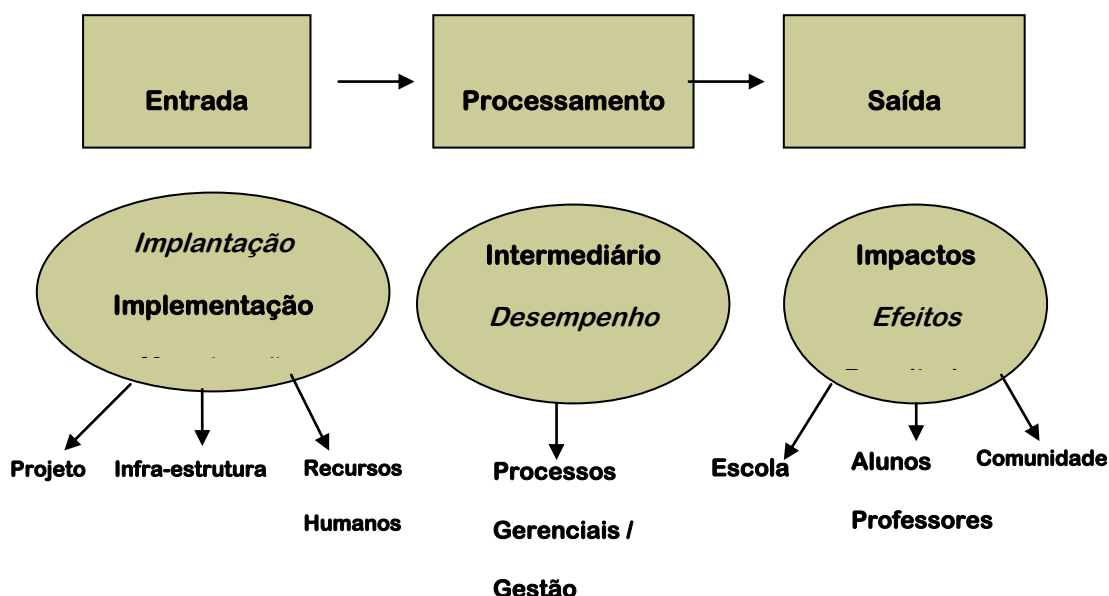 Entrada
Processamento
Saída
Implantação
Implementação
Intermediário
Desempenho
Impactos
Efeitos
Projeto
Infra-estrutura
Recursos
Humanos
Processos
Gerenciais /
Gestão
Escola
Alunos
Professores
Comunidade